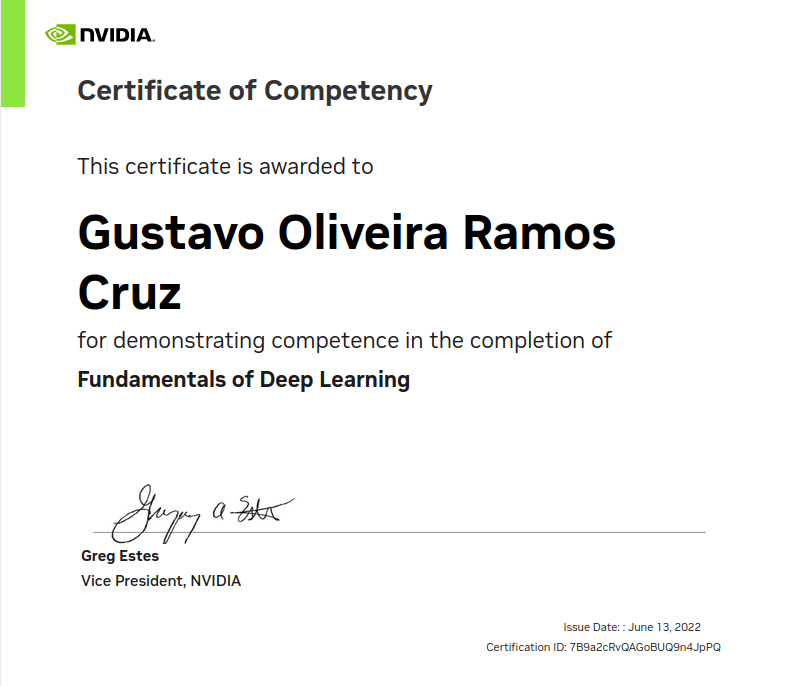 NVIDIA.
Certificate of Competency
This certificate is awarded to
Gustavo Oliveira Ramos
Cruz
for demonstrating competence in the completion of
Fundamentals of Deep Learning
Gregory A Estes
Greg Estes
Vice President, NVIDIA
Issue Date: : June 13, 2022
Certification ID: 7B9a2cRvQAGoBUQ9n4JpPQ